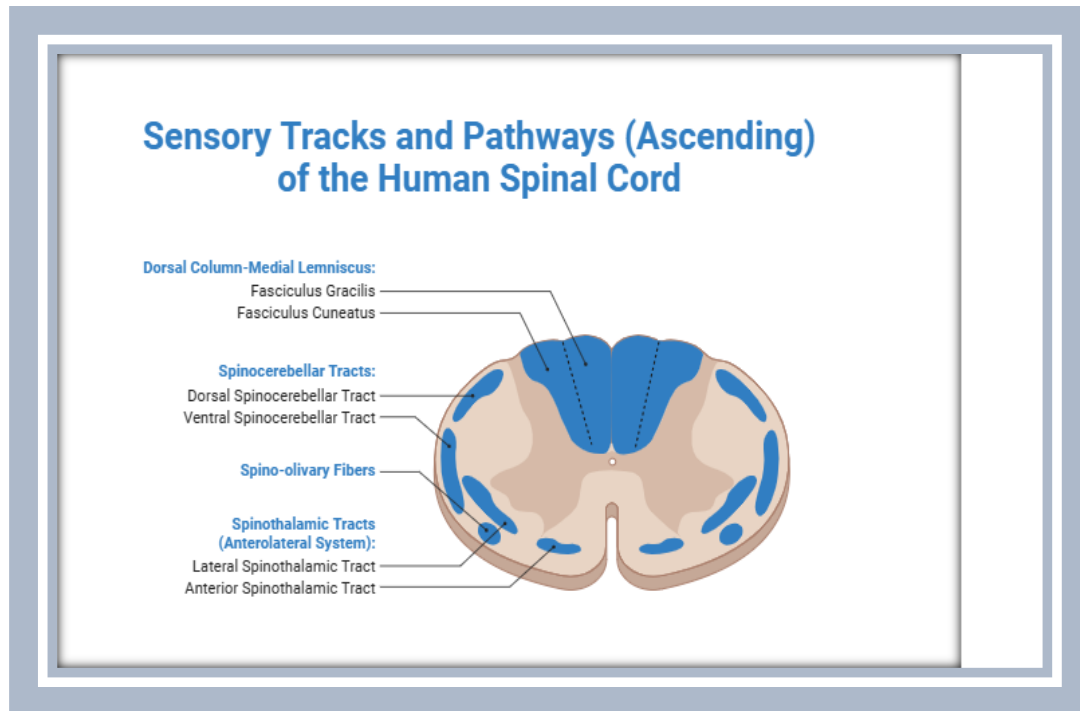 Sensory Tracks and Pathways (Ascending)
of the Human Spinal Cord
Dorsal Column-Medial Lemniscus:
Fasciculus Gracilis
Fasciculus Cuneatus
Spinocerebellar Tracts:
Dorsal Spinocerebellar Tract
Ventral Spinocerebellar Tract
Spino-olivary Fibers
Spinothalamic Tracts
(Anterolateral System):
Lateral Spinothalamic Tract
Anterior Spinothalamic Tract